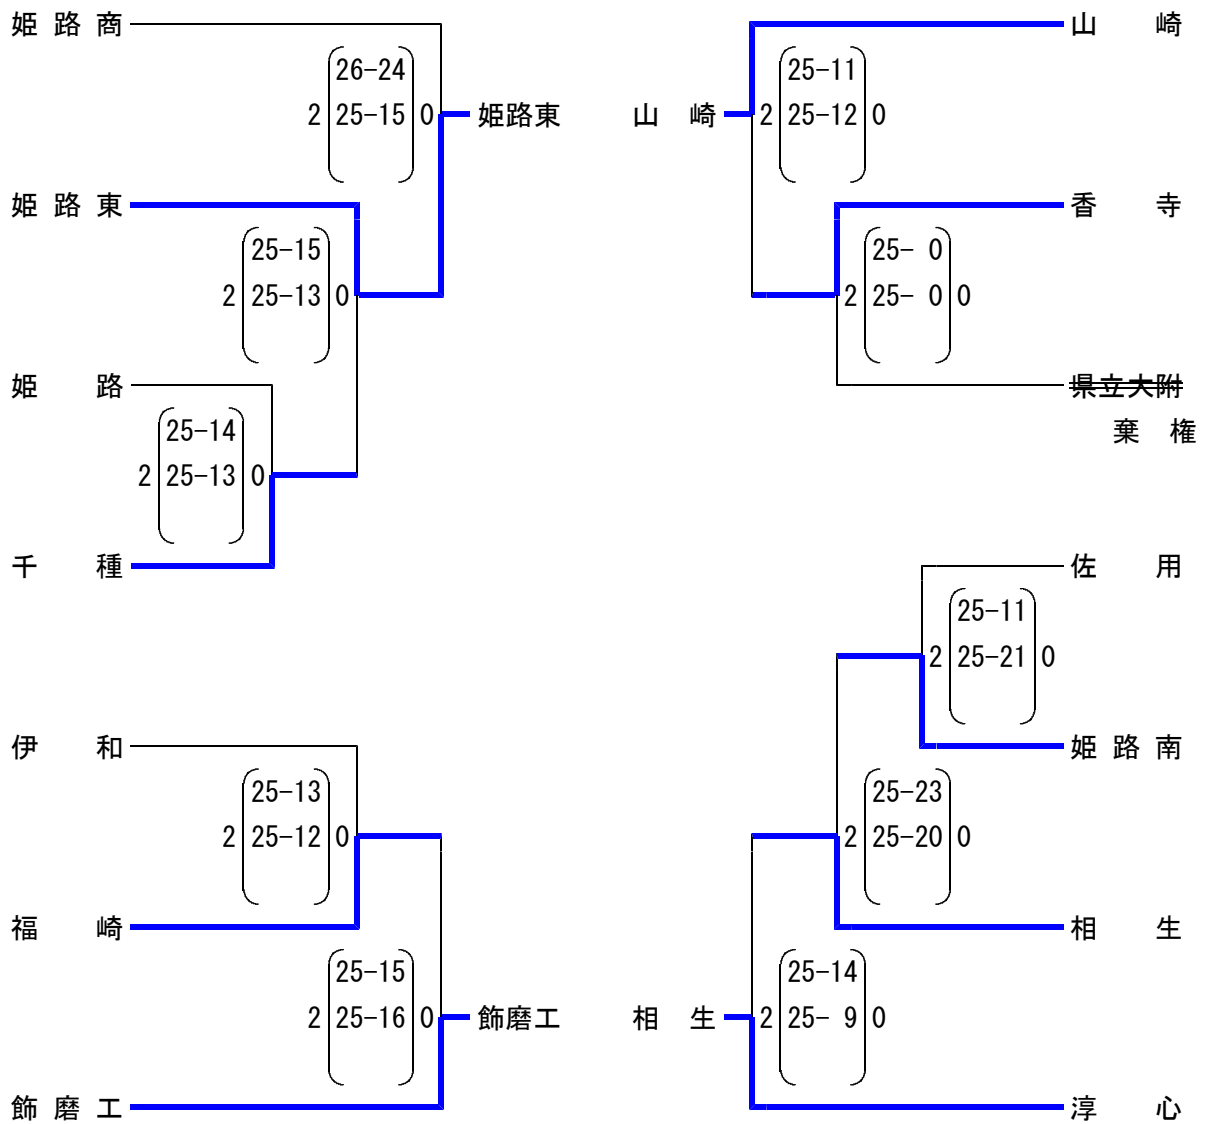 姫路商
26-24
2 25-15 0
姫路東
姫路東
25-15
2 25-13 0
姫路
25-14
2 25-13 0
千種
伊和
25-13
2 25-12 0
福崎
25-15
2 25-16 0
飾磨工
飾磨工
山崎
25-11
山崎
2 25-12 0
香寺
25- 0
2 25- 0 0
県立大附
棄権
佐用
25-11
2 25-21 0
姫路南
25-23
2 25-20 0
相生
25-14
相生
2 25- 9 0
淳心